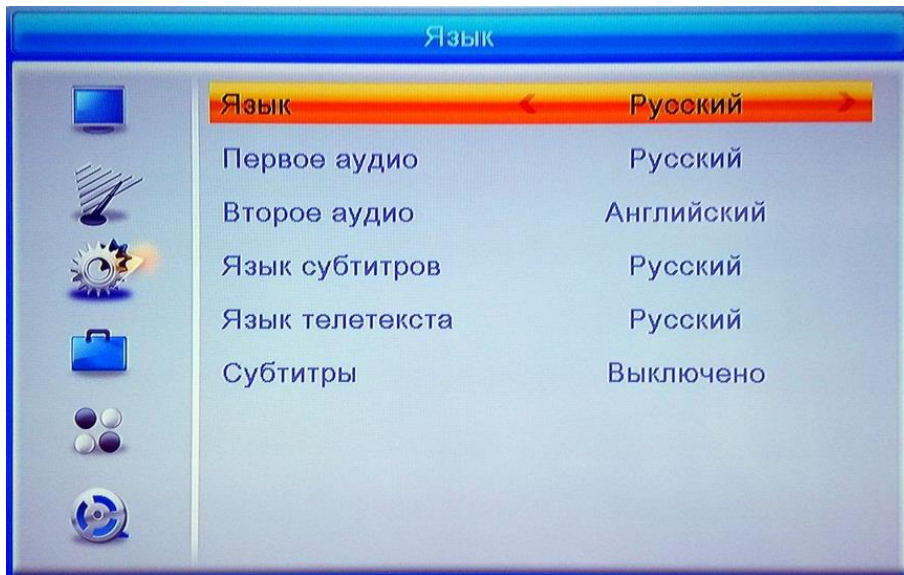 Язык
Язык Русский
Первое аудио Русский
Второе аудио Английский
Язык субтитров Русский
Язык телетекста Русский
Субтитры Выключено